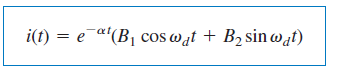 i(t) = e^{-αt}(B₁ cos ω_d t + B₂ sin ω_d t)